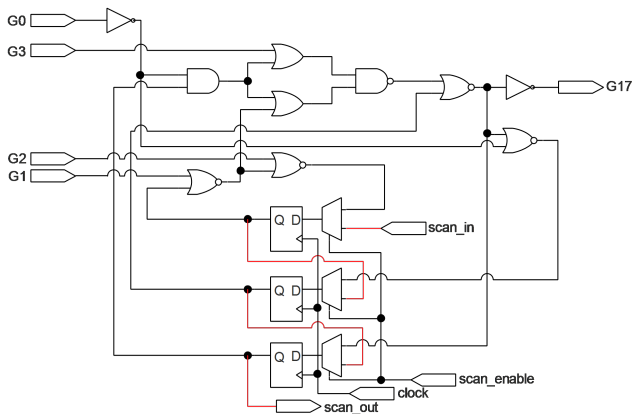 G0
G3
G17
G2
G1
Q D
scan_in
Q D
Q D
scan_enable
clock
scan_out